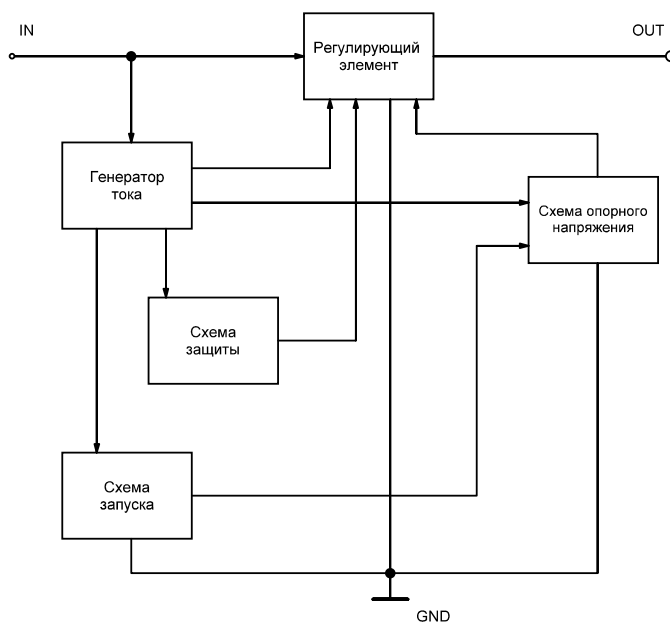 IN
OUT
Регулирующий
элемент
Генератор
тока
Схема опорного
напряжения
Схема
защиты
Схема
запуска
GND